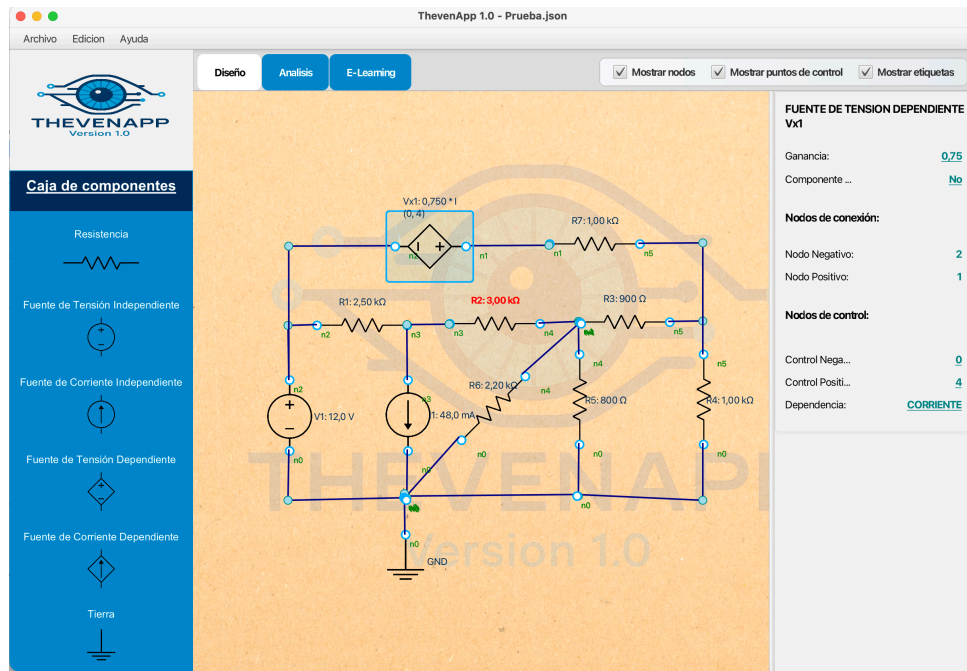 ThevenApp 1.0 - Prueba.json
Archivo Edicion Ayuda
THEVENAPP
Version 1.0
Diseño Analisis E-Learning
Mostrar nodos Mostrar puntos de control Mostrar etiquetas
Caja de componentes
Resistencia
Fuente de Tensión Independiente
Fuente de Corriente Independiente
Fuente de Tensión Dependiente
Fuente de Corriente Dependiente
Tierra
Vx1: 0,750 * I
(0, 4)
n2 n1
R7: 1,00 kΩ
n1 n5
R1: 2,50 kΩ
n2 n3
R2: 3,00 kΩ
n3 n4
R3: 900 Ω
n5
n2
V1: 12,0 V
n0
n3
1: 48,0 mA
n0
R6: 2,20 kΩ
n4
n0
n4
R5: 800 Ω
n0
n5
R4: 1,00 kΩ
n0
n0
n0
GND
THEVENAPP
Version 1.0
FUENTE DE TENSION DEPENDIENTE
Vx1
Ganancia: 0,75
Componente ... No
Nodos de conexión:
Nodo Negativo: 2
Nodo Positivo: 1
Nodos de control:
Control Nega... 0
Control Positi... 4
Dependencia: CORRIENTE